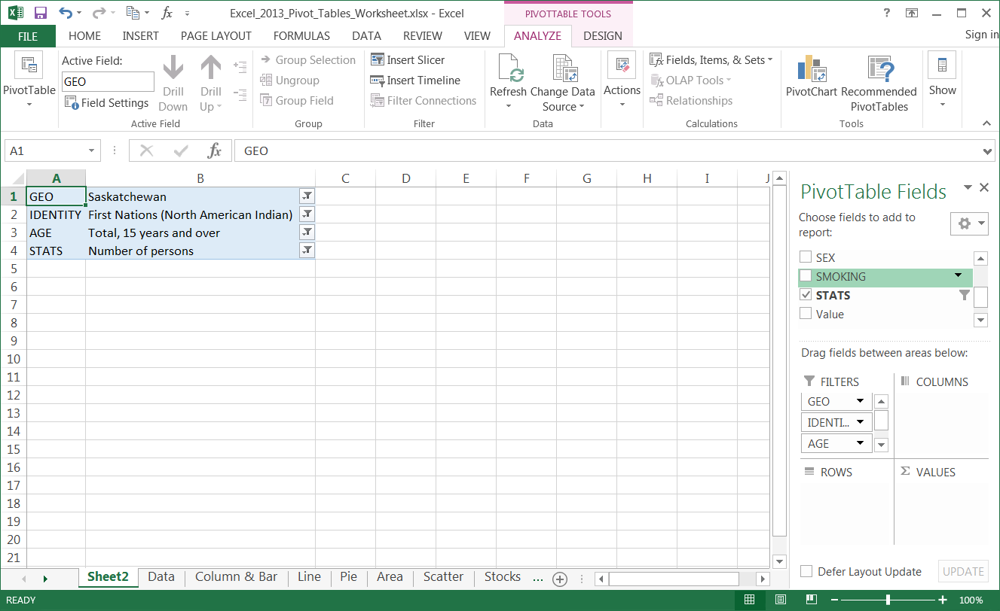 Excel_2013_Pivot_Tables_Worksheet.xlsx - Excel
PIVOTTABLE TOOLS
FILE HOME INSERT PAGE LAYOUT FORMULAS DATA REVIEW VIEW ANALYZE DESIGN Sign in
PivotTable
Active Field:
GEO
Field Settings
Drill Down
Drill Up
Active Field
Group Selection
Ungroup
Group Field
Group
Insert Slicer
Insert Timeline
Filter Connections
Filter
Refresh
Change Data Source
Data
Actions
Fields, Items, & Sets
OLAP Tools
Relationships
Calculations
PivotChart
Recommended PivotTables
Tools
Show
A1 fx GEO
A B C D E F G H I J
1 GEO Saskatchewan
2 IDENTITY First Nations (North American Indian)
3 AGE Total, 15 years and over
4 STATS Number of persons
5
6
7
8
9
10
11
12
13
14
15
16
17
18
19
20
21
PivotTable Fields
Choose fields to add to
report:
SEX
SMOKING
STATS
Value
Drag fields between areas below:
FILTERS COLUMNS
GEO
IDENTI...
AGE
ROWS Σ VALUES
Defer Layout Update UPDATE
Sheet2 Data Column & Bar Line Pie Area Scatter Stocks ...
READY 100%